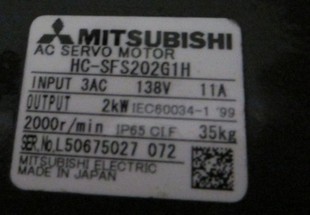 MITSUBISHI
AC SERVO MOTOR
HC-SFS202G1H
INPUT 3AC 138V 11A
OUTPUT 2kW IEC60034-1 '99
2000r/min IP65 CI.F 35kg
SER.No.L50675027 072
MITSUBISHI ELECTRIC
MADE IN JAPAN